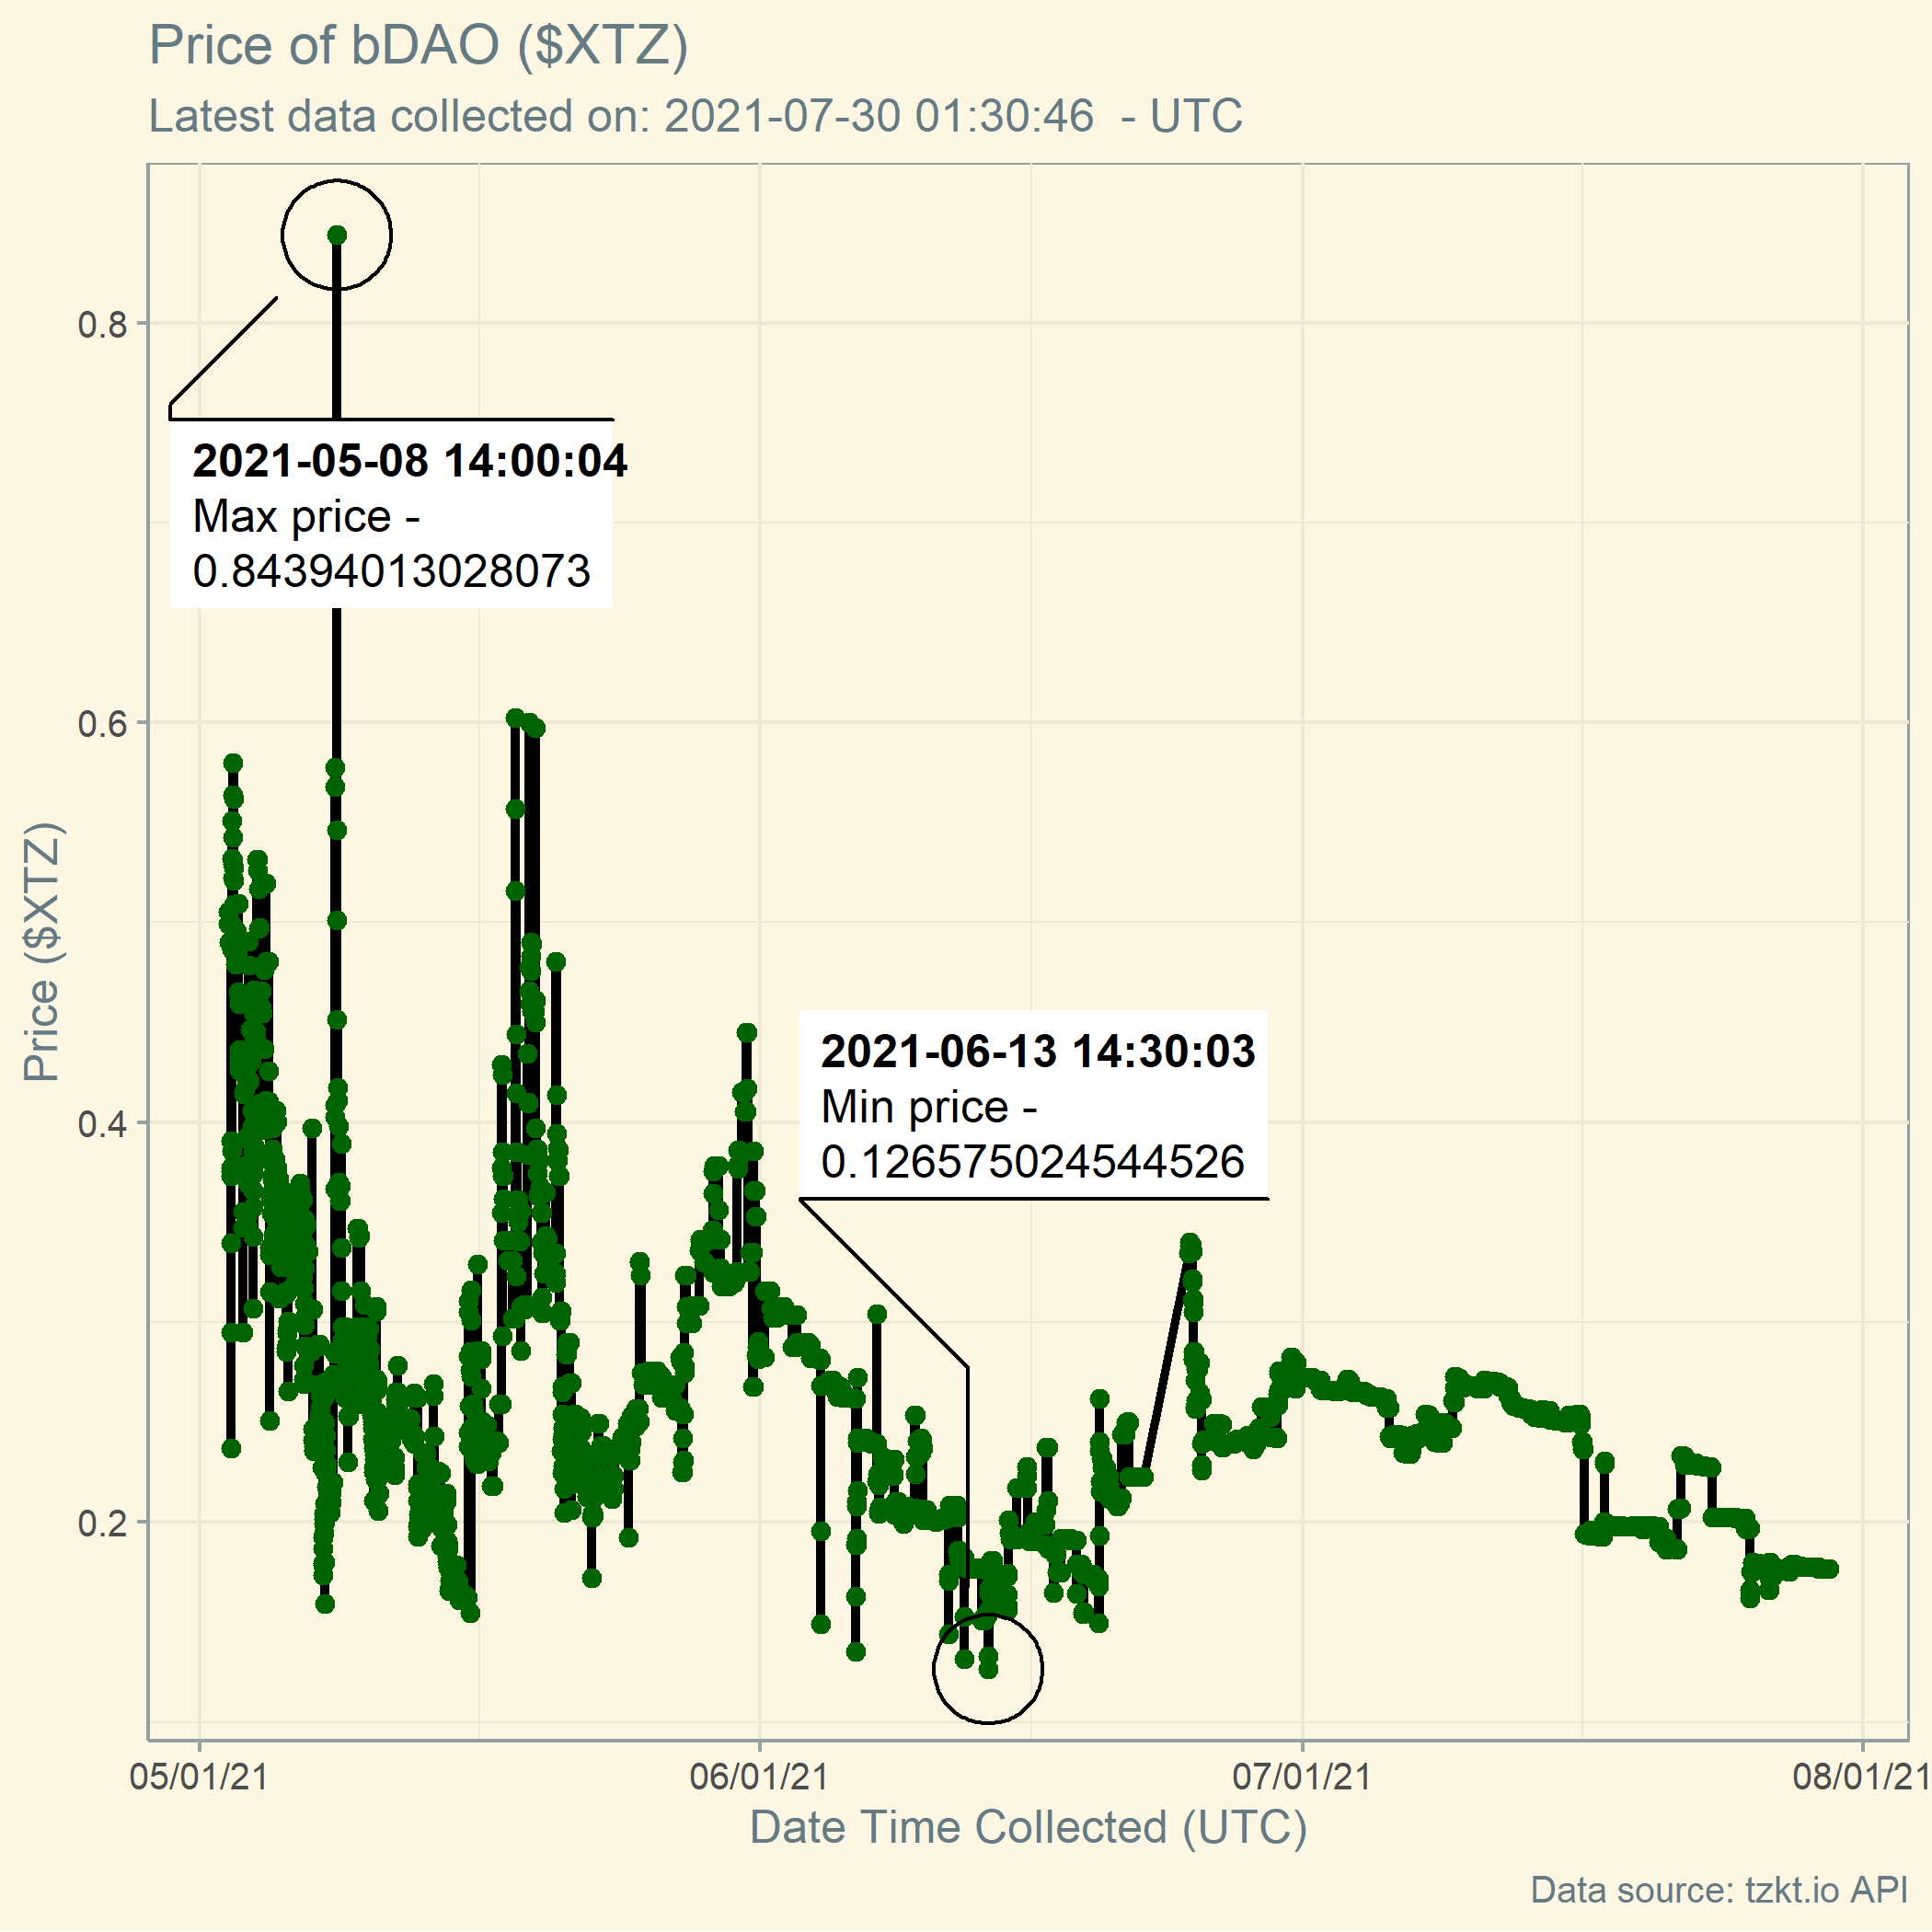 Price of bDAO ($XTZ)
Latest data collected on: 2021-07-30 01:30:46  - UTC
2021-05-08 14:00:04
Max price -
0.84394013028073
2021-06-13 14:30:03
Min price -
0.126575024544526
Price ($XTZ)
0.8
0.6
0.4
0.2
05/01/21
06/01/21
07/01/21
08/01/21
Date Time Collected (UTC)
Data source: tzkt.io API